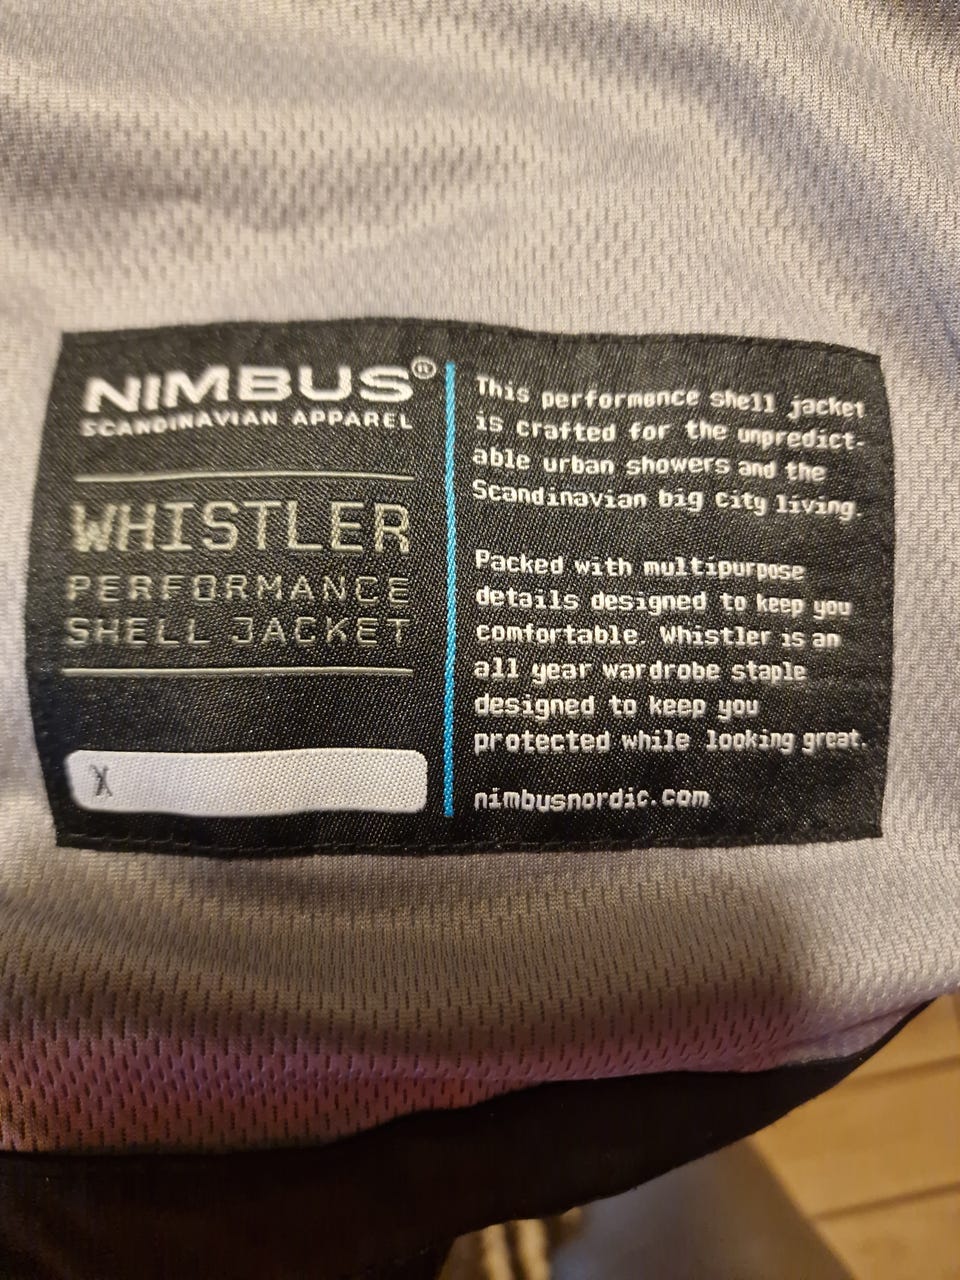 NIMBUS®
SCANDINAVIAN APPAREL
WHISTLER
PERFORMANCE
SHELL JACKET
X
This performance shell jacket
is crafted for the unpredict-
able urban showers and the
Scandinavian big city living.
Packed with multipurpose
details designed to keep you
comfortable. Whistler is an
all year wardrobe staple
designed to keep you
protected while looking great.
nimbusnordic.com